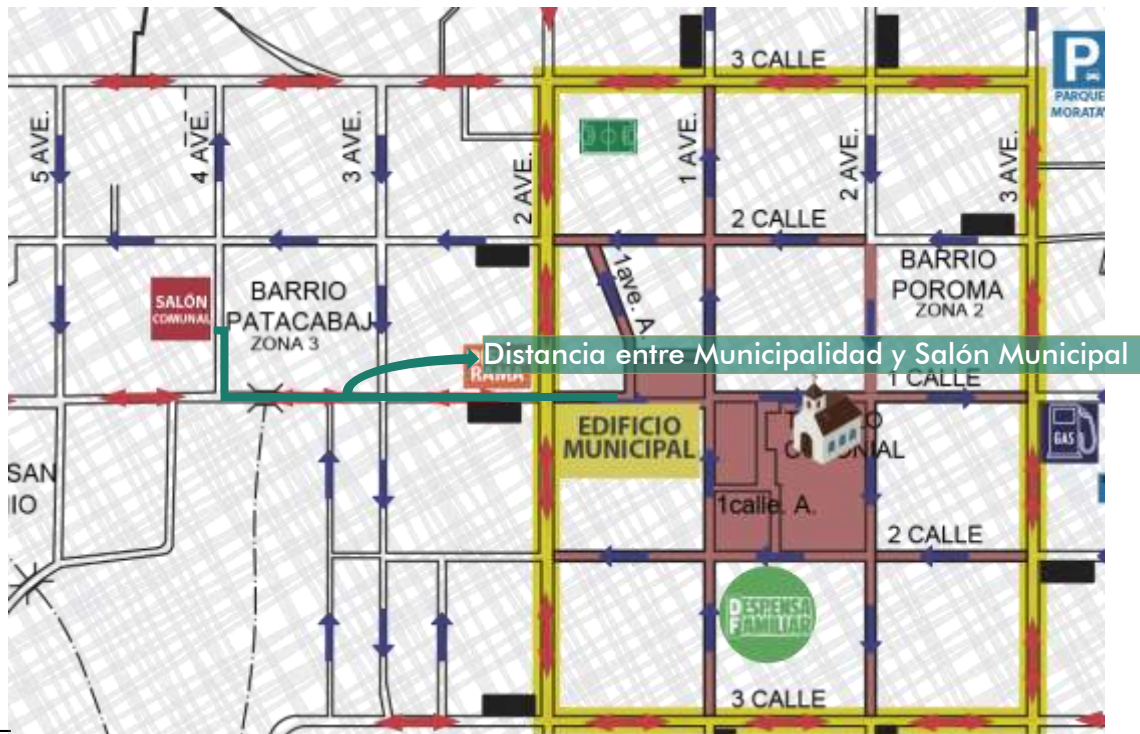 3 CALLE
P
PARQUE
5 AVE.
4 AVE.
3 AVE.
2 AVE.
1 AVE.
2 AVE.
3 AVE.
2 CALLE
SALÓN
COMUNAL
BARRIO
PATACABAJ
ZONA 3
1ave. A.
BARRIO
POROMA
ZONA 2
Distancia entre Municipalidad y Salón Municipal
RAMA
1 CALLE
EDIFICIO
MUNICIPAL
GAS
SAN
1calle. A.
2 CALLE
DESPENSA
FAMILIAR
3 CALLE